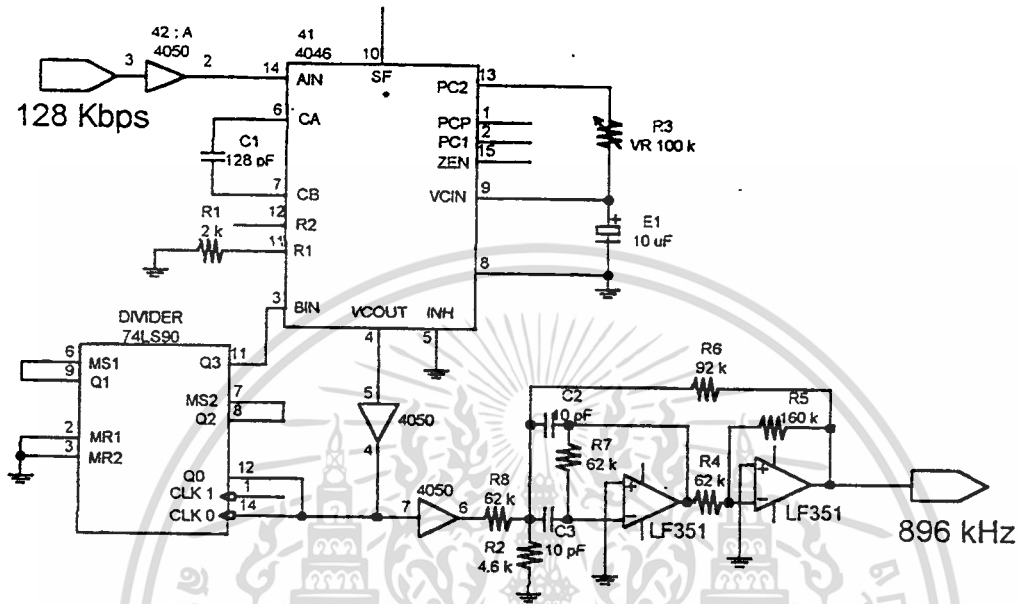 42 : A
4050
3
2
128 Kbps
41
4046
10
SF
14
AIN
6
CA
C1
128 pF
7
CB
12
R2
R1
2 k
11
R1
3
BIN
VCOUT
INH
4
5
13
PC2
1
PCP
2
PC1
15
ZEN
9
VCIN
8
R3
VR 100 k
E1
10 uF
DIVIDER
74LS90
6
MS1
9
Q1
2
MR1
3
MR2
11
Q3
7
MS2
8
Q2
12
Q0
1
CLK 1
14
CLK 0
5
4050
4
4050
7
6
R8
62 k
R2
4.6 k
C2
10 pF
C3
10 pF
R7
62 k
LF351
R6
92 k
R5
160 k
R4
62 k
LF351
896 kHz